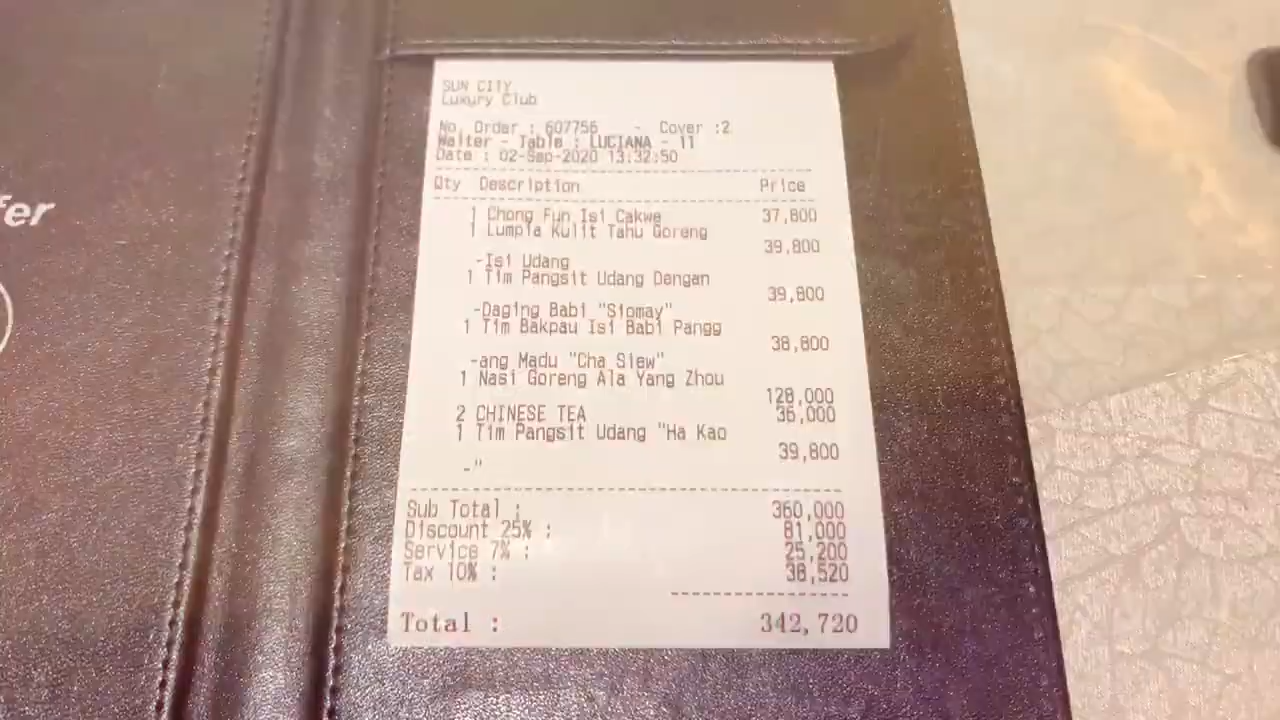 fer
SUN CITY
Luxury Club
No. Order : 607756 - Cover :2
Waiter - Table : LUCIANA - 11
Date : 02-Sep-2020 13:32:50
Qty Description Price
1 Chong Fun Isi Cakwe 37,800
1 Lumpia Kulit Tahu Goreng
39,800
-Isi Udang
1 Tim Pangsit Udang Dengan
39,800
-Daging Babi "Siomay"
1 Tim Bakpau Isi Babi Pangg
38,800
-ang Madu "Cha Siew"
1 Nasi Goreng Ala Yang Zhou
128,000
2 CHINESE TEA 36,000
1 Tim Pangsit Udang "Ha Kao
39,800
-"
Sub Total : 360,000
Discount 25% : 81,000
Service 7% : 25,200
Tax 10% : 38,520
Total : 342,720